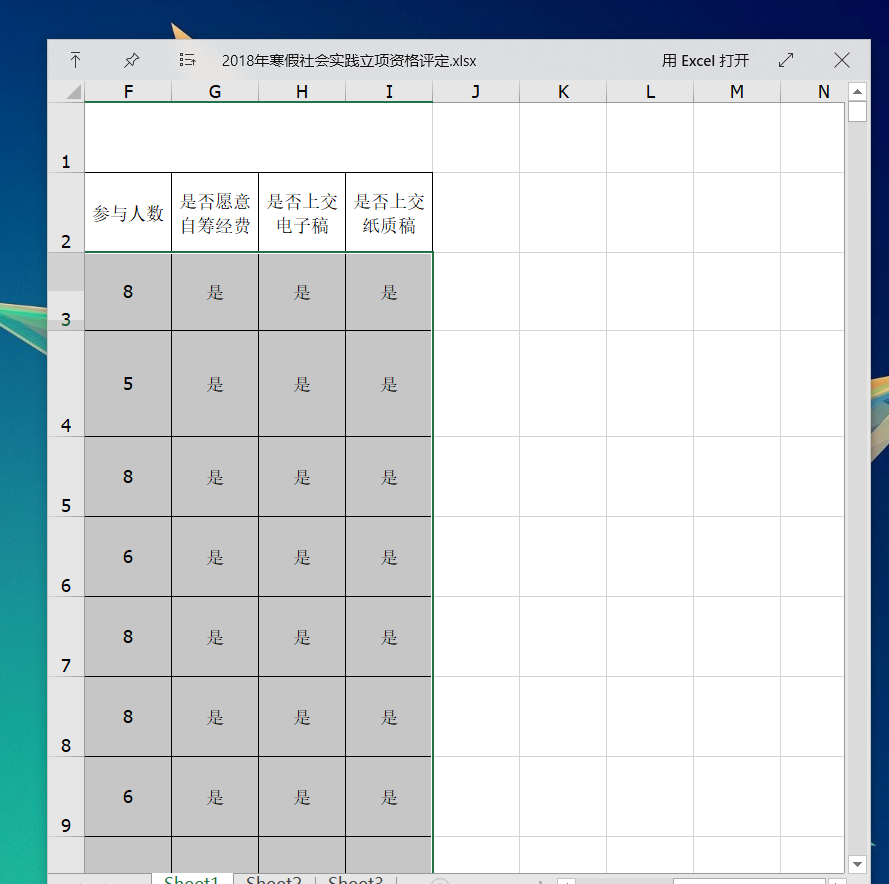 2018年寒假社会实践立项资格评定.xlsx 用 Excel 打开
F G H I J K L M N
1
参与人数 是否愿意 是否上交 是否上交
自筹经费 电子稿 纸质稿
2
8 是 是 是
3
5 是 是 是
4
8 是 是 是
5
6 是 是 是
6
8 是 是 是
7
8 是 是 是
8
6 是 是 是
9
Sheet1 Sheet2 Sheet3